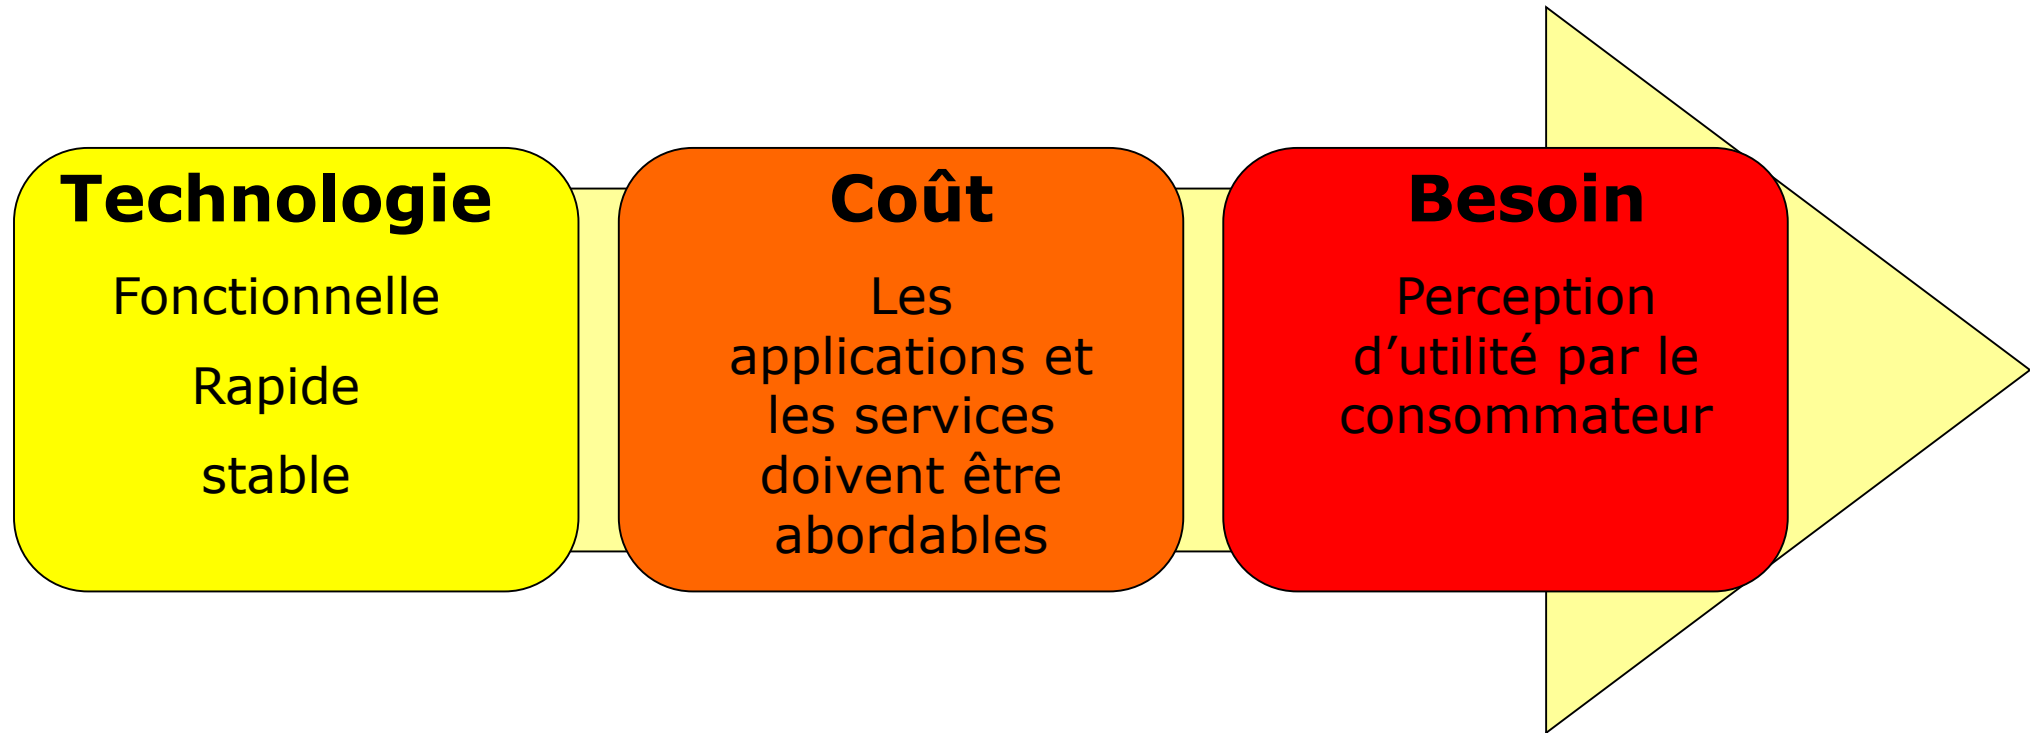 Technologie
Fonctionnelle
Rapide
stable
Coût
Les
applications et
les services
doivent être
abordables
Besoin
Perception
d’utilité par le
consommateur